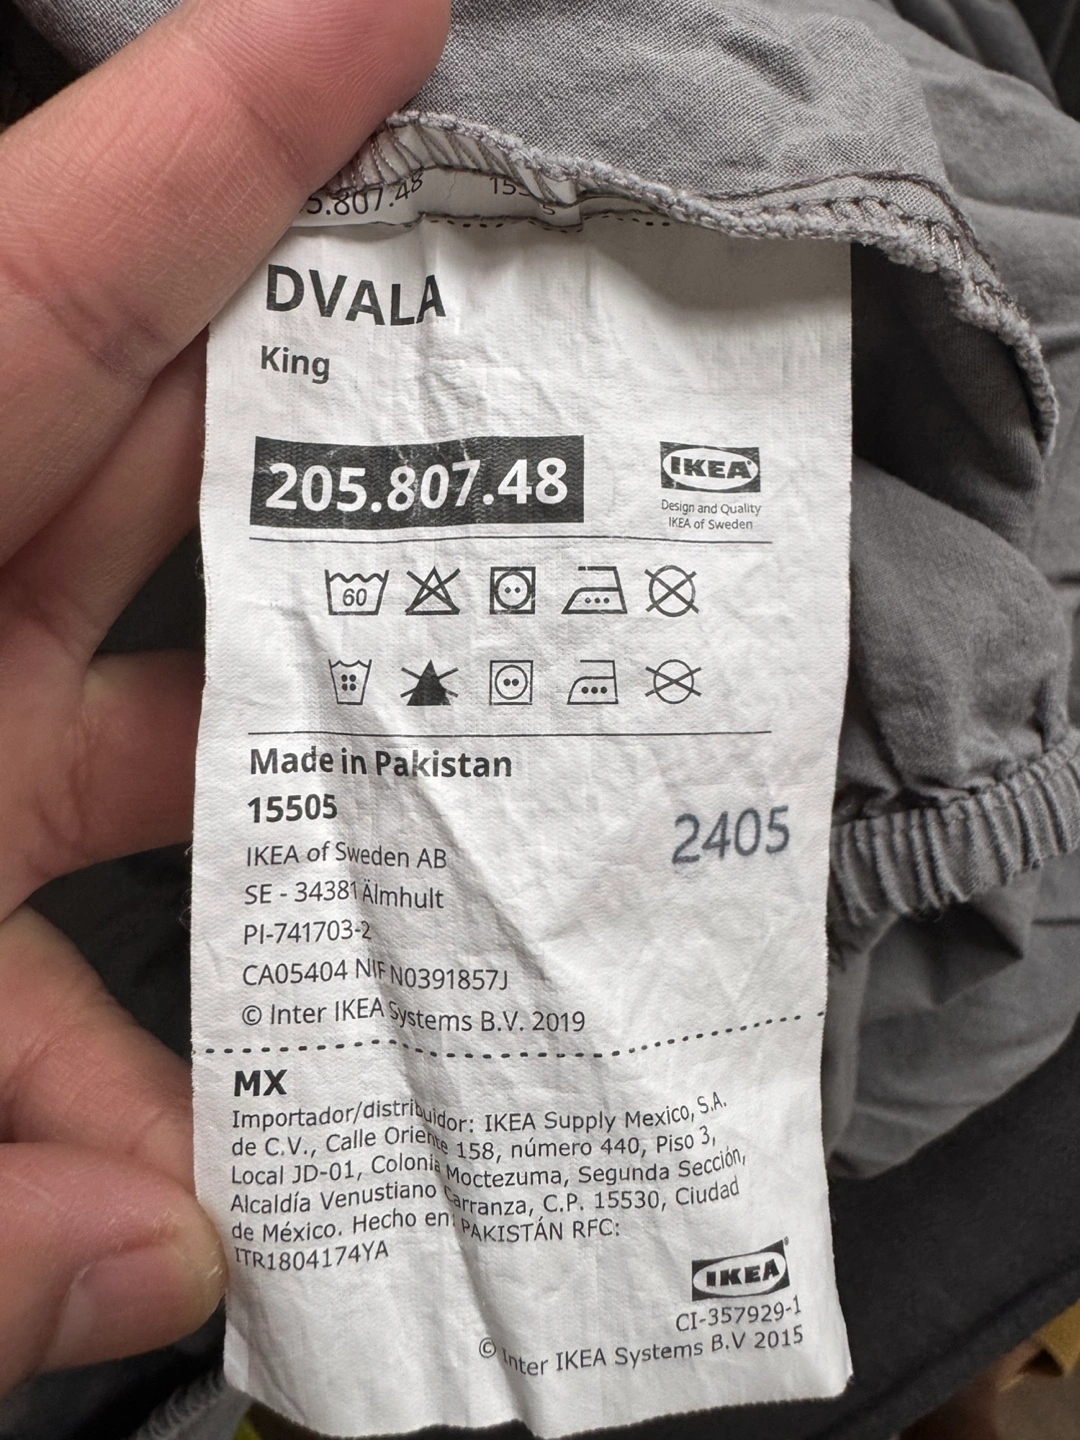 5.807.48
DVALA
King
205.807.48
IKEA
Design and Quality
IKEA of Sweden
60
Made in Pakistan
15505
2405
IKEA of Sweden AB
SE - 34381 Älmhult
PI-741703-2
CA05404 NIF N0391857J
© Inter IKEA Systems B.V. 2019
MX
Importador/distribuidor: IKEA Supply Mexico, S.A.
de C.V., Calle Oriente 158, número 440, Piso 3,
Local JD-01, Colonia Moctezuma, Segunda Sección,
Alcaldía Venustiano Carranza, C.P. 15530, Ciudad
de México. Hecho en: PAKISTÁN RFC:
ITR1804174YA
IKEA
CI-357929-1
© Inter IKEA Systems B.V 2015